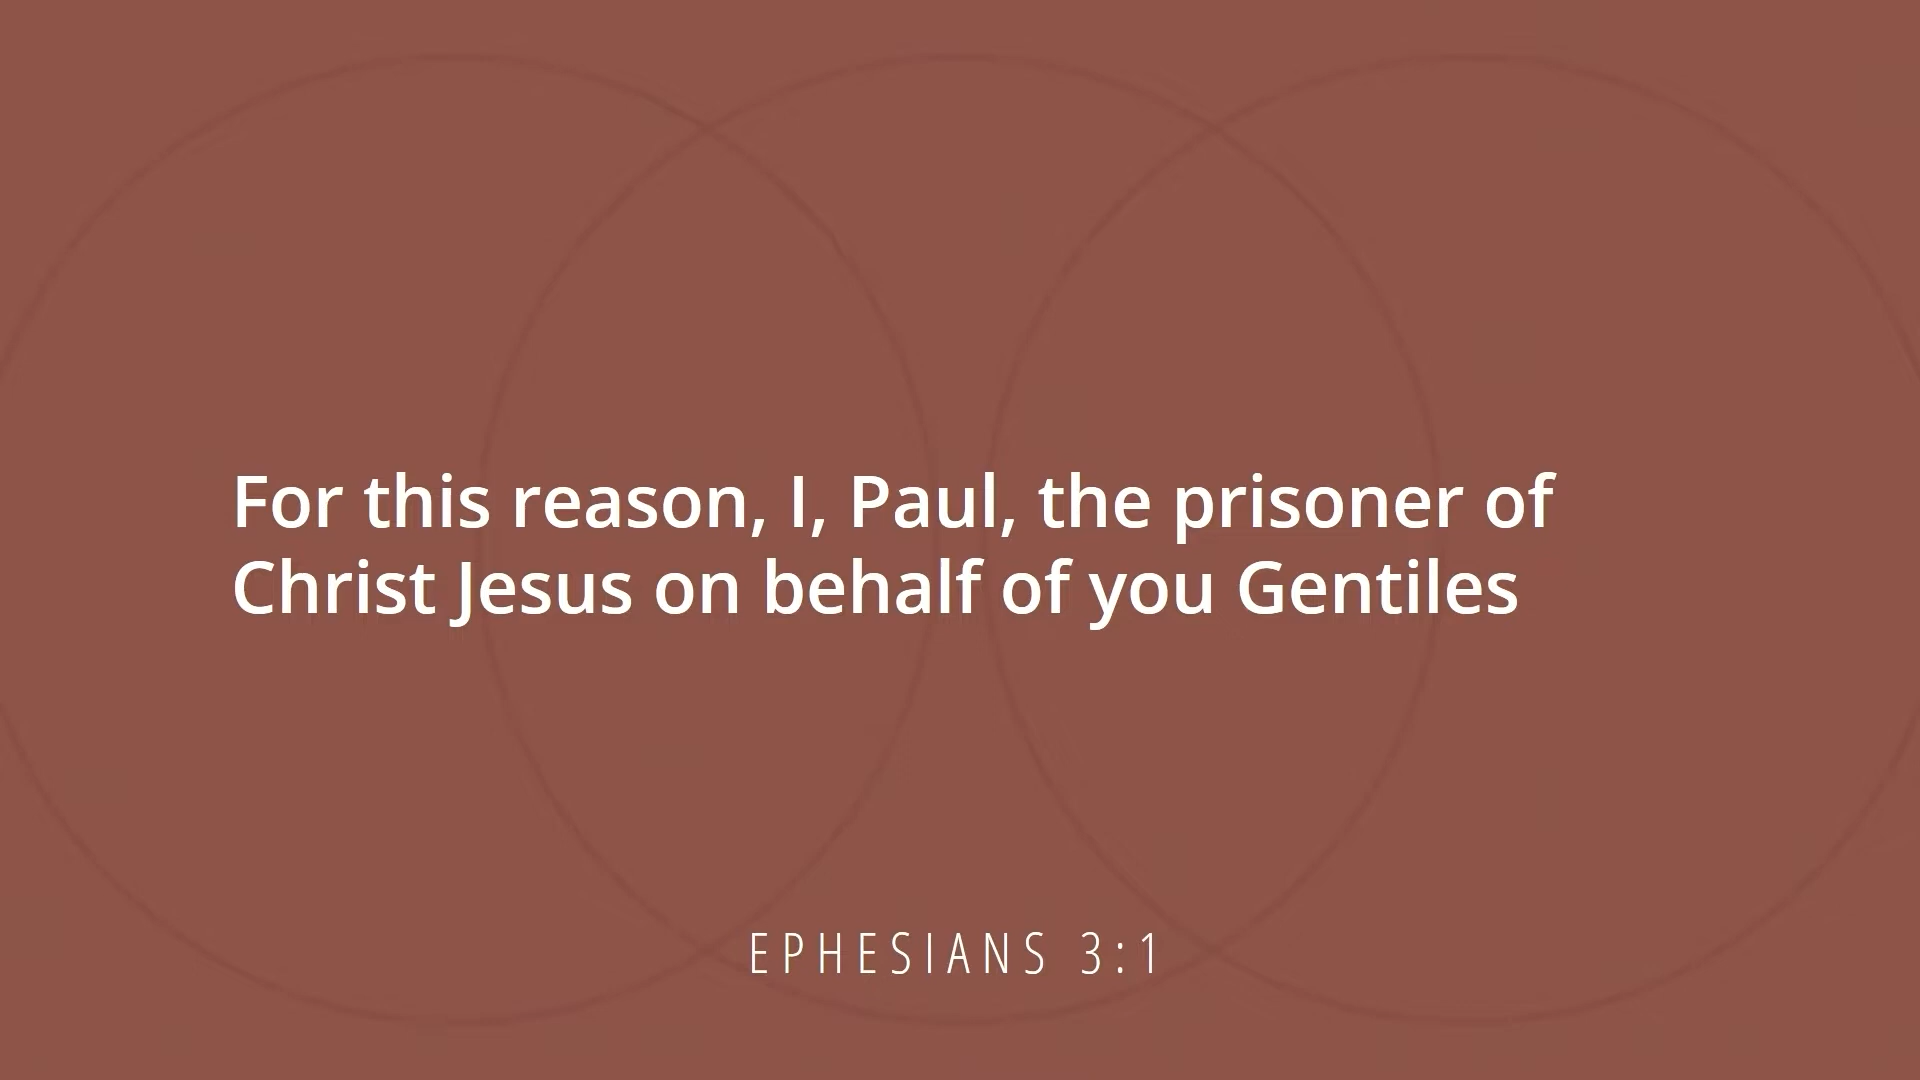 For this reason, I, Paul, the prisoner of
Christ Jesus on behalf of you Gentiles
EPHESIANS 3:1